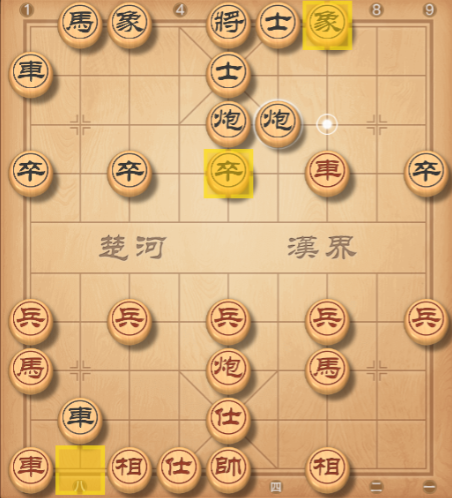 1 4 8 9
馬 象 將 士 象
車 士
炮 炮
卒 卒 卒 車 卒
楚河 漢界
兵 兵 兵 兵 兵
馬 炮 馬
車 仕
車 相 仕 帥 相
八 四 二 一